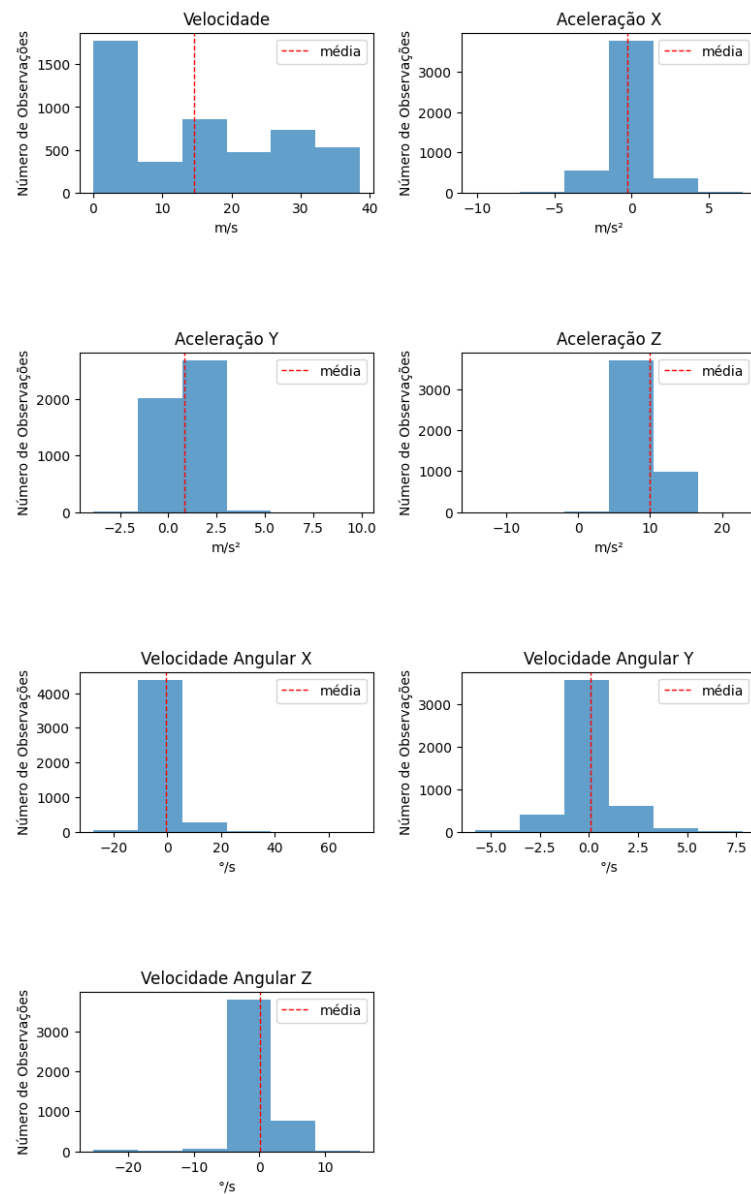 Velocidade
Número de Observações
1500
1000
500
0
média
0 10 20 30 40
m/s
Aceleração X
Número de Observações
3000
2000
1000
0
média
−10 −5 0 5
m/s²
Aceleração Y
Número de Observações
2000
1000
0
média
−2.5 0.0 2.5 5.0 7.5 10.0
m/s²
Aceleração Z
Número de Observações
3000
2000
1000
0
média
−10 0 10 20
m/s²
Velocidade Angular X
Número de Observações
4000
3000
2000
1000
0
média
−20 0 20 40 60
°/s
Velocidade Angular Y
Número de Observações
3000
2000
1000
0
média
−5.0 −2.5 0.0 2.5 5.0 7.5
°/s
Velocidade Angular Z
Número de Observações
3000
2000
1000
0
média
−20 −10 0 10
°/s